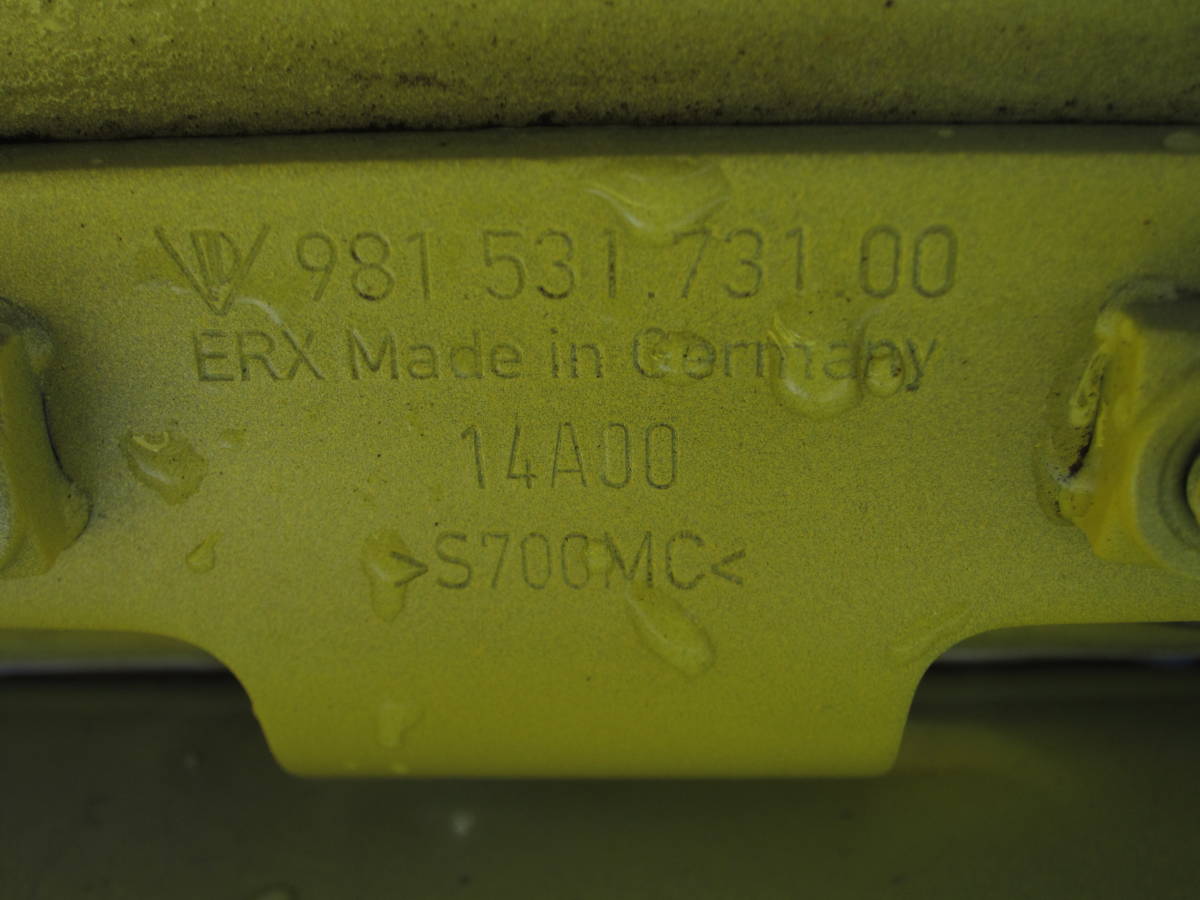 981.531.731.00
ERX Made in Germany
14A00
>S700MC<